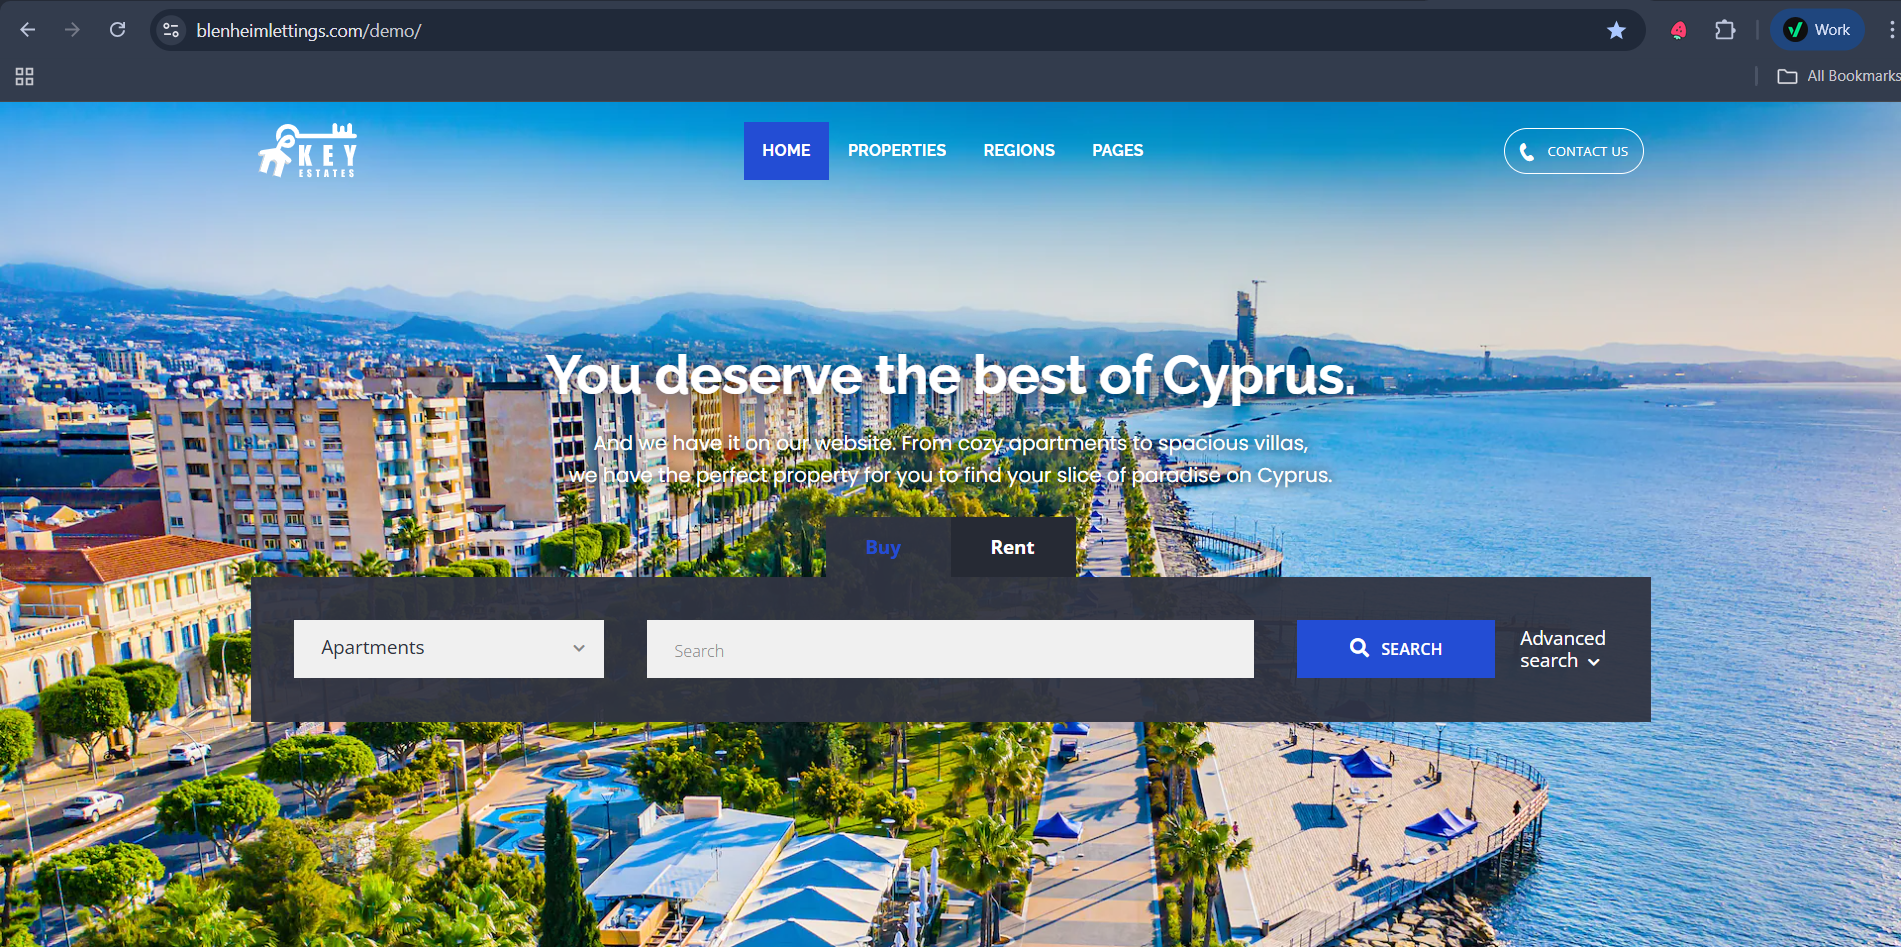 blenheimlettings.com/demo/
Work
All Bookmarks
KEY
ESTATES
HOME
PROPERTIES
REGIONS
PAGES
CONTACT US
You deserve the best of Cyprus.
And we have it on our website. From cozy apartments to spacious villas,
we have the perfect property for you to find your slice of paradise on Cyprus.
Buy
Rent
Apartments
Search
SEARCH
Advanced
search